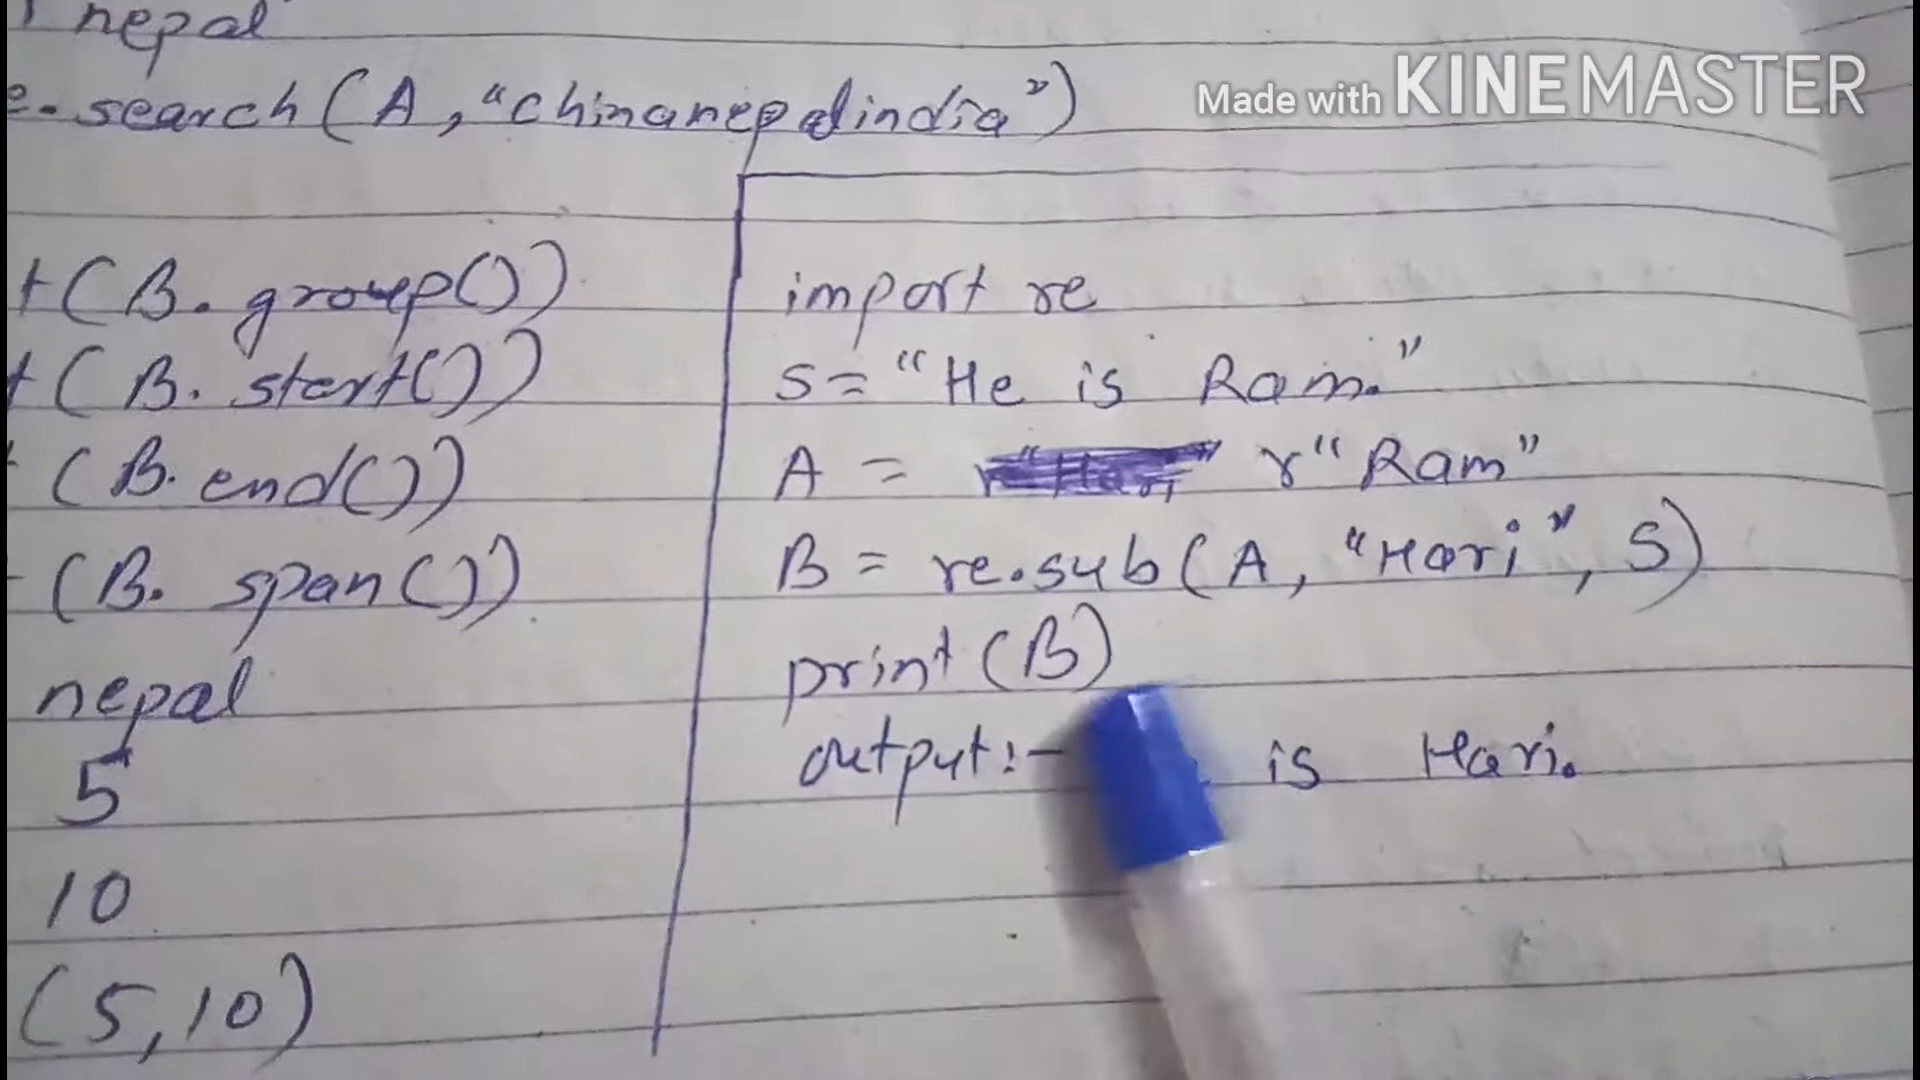 nepal
e.search(A, "chinanepalindia")
Made with KINEMASTER
t(B.group())
t(B.start())
(B.end())
(B.span())
nepal
5
10
(5,10)
import re
S = "He is Ram."
A = r"Ram"
B = re.sub(A, "Hari", S)
print(B)
output:- is Hari.